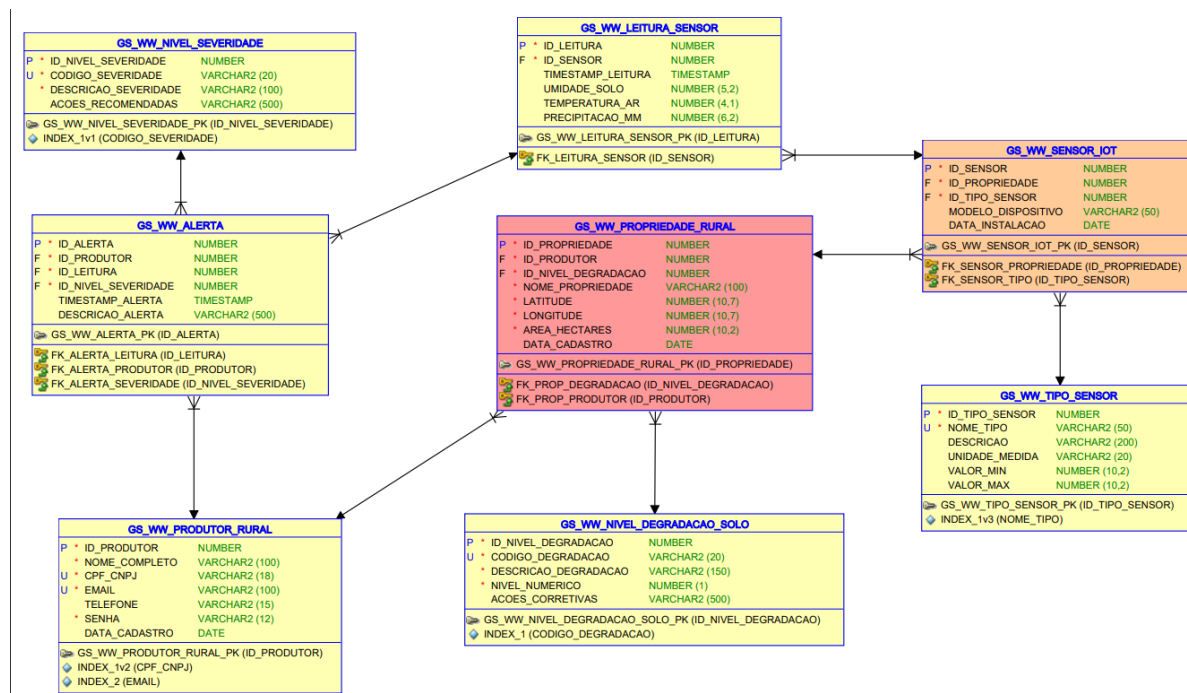 GS_WW_NIVEL_SEVERIDADE
P * ID_NIVEL_SEVERIDADE NUMBER
U * CODIGO_SEVERIDADE VARCHAR2 (20)
* DESCRICAO_SEVERIDADE VARCHAR2 (100)
ACOES_RECOMENDADAS VARCHAR2 (500)
GS_WW_NIVEL_SEVERIDADE_PK (ID_NIVEL_SEVERIDADE)
INDEX_1v1 (CODIGO_SEVERIDADE)
GS_WW_LEITURA_SENSOR
P * ID_LEITURA NUMBER
F * ID_SENSOR NUMBER
TIMESTAMP_LEITURA TIMESTAMP
UMIDADE_SOLO NUMBER (5,2)
TEMPERATURA_AR NUMBER (4,1)
PRECIPITACAO_MM NUMBER (6,2)
GS_WW_LEITURA_SENSOR_PK (ID_LEITURA)
FK_LEITURA_SENSOR (ID_SENSOR)
GS_WW_SENSOR_IOT
P * ID_SENSOR NUMBER
F * ID_PROPRIEDADE NUMBER
F * ID_TIPO_SENSOR NUMBER
MODELO_DISPOSITIVO VARCHAR2 (50)
DATA_INSTALACAO DATE
GS_WW_SENSOR_IOT_PK (ID_SENSOR)
FK_SENSOR_PROPRIEDADE (ID_PROPRIEDADE)
FK_SENSOR_TIPO (ID_TIPO_SENSOR)
GS_WW_ALERTA
P * ID_ALERTA NUMBER
F * ID_PRODUTOR NUMBER
F * ID_LEITURA NUMBER
F * ID_NIVEL_SEVERIDADE NUMBER
TIMESTAMP_ALERTA TIMESTAMP
DESCRICAO_ALERTA VARCHAR2 (500)
GS_WW_ALERTA_PK (ID_ALERTA)
FK_ALERTA_LEITURA (ID_LEITURA)
FK_ALERTA_PRODUTOR (ID_PRODUTOR)
FK_ALERTA_SEVERIDADE (ID_NIVEL_SEVERIDADE)
GS_WW_PROPRIEDADE_RURAL
P * ID_PROPRIEDADE NUMBER
F * ID_PRODUTOR NUMBER
F * ID_NIVEL_DEGRADACAO NUMBER
* NOME_PROPRIEDADE VARCHAR2 (100)
* LATITUDE NUMBER (10,7)
* LONGITUDE NUMBER (10,7)
* AREA_HECTARES NUMBER (10,2)
DATA_CADASTRO DATE
GS_WW_PROPRIEDADE_RURAL_PK (ID_PROPRIEDADE)
FK_PROP_DEGRADACAO (ID_NIVEL_DEGRADACAO)
FK_PROP_PRODUTOR (ID_PRODUTOR)
GS_WW_TIPO_SENSOR
P * ID_TIPO_SENSOR NUMBER
U * NOME_TIPO VARCHAR2 (50)
DESCRICAO VARCHAR2 (200)
UNIDADE_MEDIDA VARCHAR2 (20)
VALOR_MIN NUMBER (10,2)
VALOR_MAX NUMBER (10,2)
GS_WW_TIPO_SENSOR_PK (ID_TIPO_SENSOR)
INDEX_1v3 (NOME_TIPO)
GS_WW_PRODUTOR_RURAL
P * ID_PRODUTOR NUMBER
* NOME_COMPLETO VARCHAR2 (100)
U * CPF_CNPJ VARCHAR2 (18)
U * EMAIL VARCHAR2 (100)
TELEFONE VARCHAR2 (15)
* SENHA VARCHAR2 (12)
DATA_CADASTRO DATE
GS_WW_PRODUTOR_RURAL_PK (ID_PRODUTOR)
INDEX_1v2 (CPF_CNPJ)
INDEX_2 (EMAIL)
GS_WW_NIVEL_DEGRADACAO_SOLO
P * ID_NIVEL_DEGRADACAO NUMBER
U * CODIGO_DEGRADACAO VARCHAR2 (20)
* DESCRICAO_DEGRADACAO VARCHAR2 (150)
* NIVEL_NUMERICO NUMBER (1)
ACOES_CORRETIVAS VARCHAR2 (500)
GS_WW_NIVEL_DEGRADACAO_SOLO_PK (ID_NIVEL_DEGRADACAO)
INDEX_1 (CODIGO_DEGRADACAO)